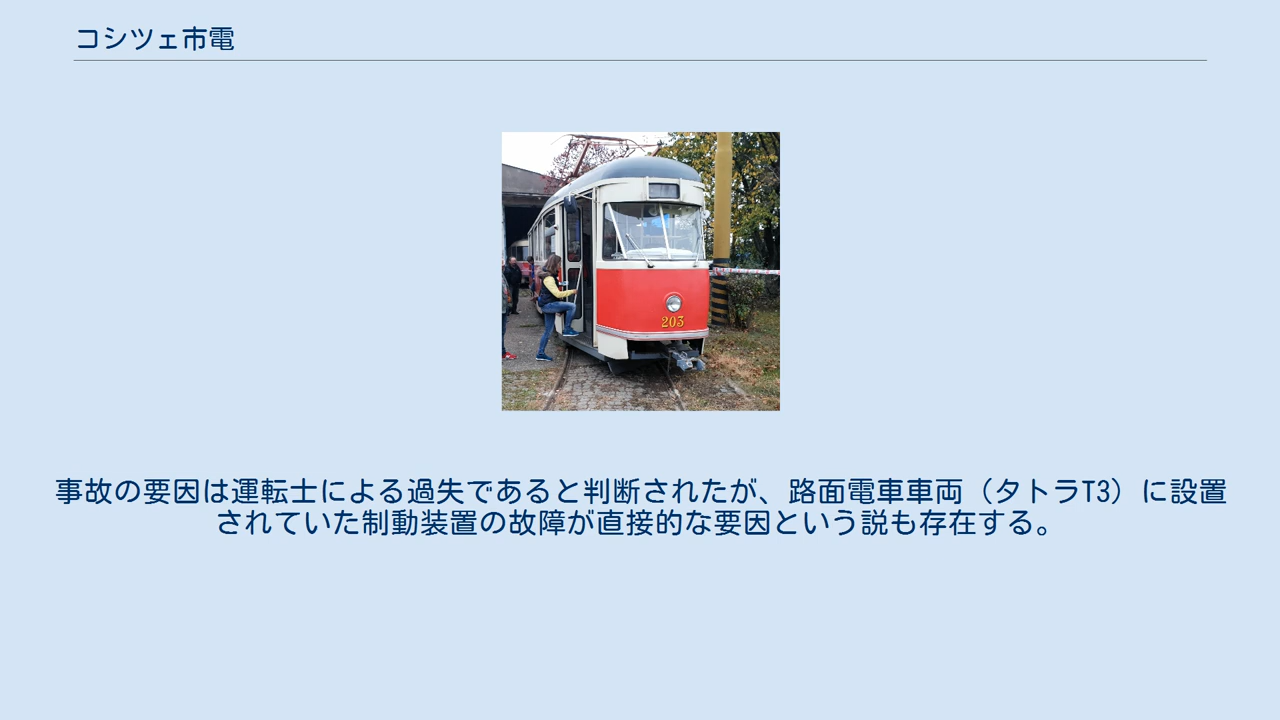 コシツェ市電
203
事故の要因は運転士による過失であると判断されたが、路面電車車両（タトラT3）に設置
されていた制動装置の故障が直接的な要因という説も存在する。